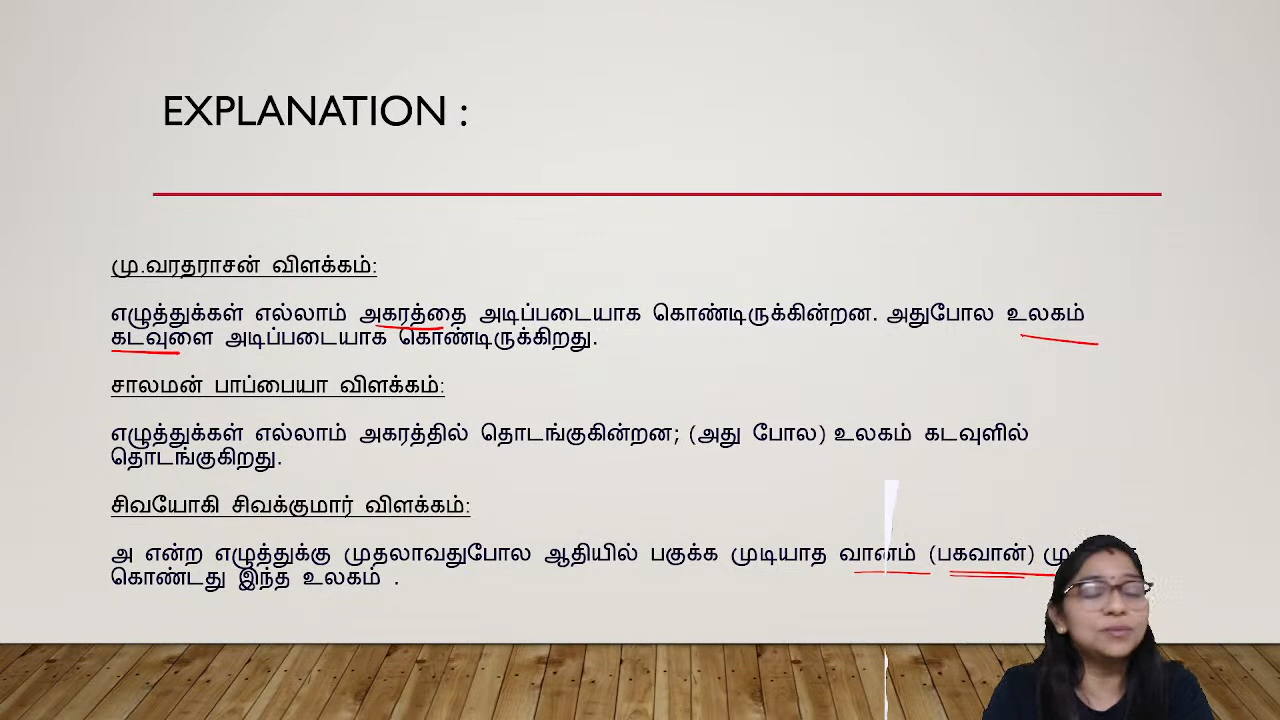 EXPLANATION :
மு.வரதராசன் விளக்கம்:
எழுத்துக்கள் எல்லாம் அகரத்தை அடிப்படையாக கொண்டிருக்கின்றன. அதுபோல உலகம்
கடவுளை அடிப்படையாக கொண்டிருக்கிறது.
சாலமன் பாப்பையா விளக்கம்:
எழுத்துக்கள் எல்லாம் அகரத்தில் தொடங்குகின்றன; (அது போல) உலகம் கடவுளில்
தொடங்குகிறது.
சிவயோகி சிவக்குமார் விளக்கம்:
அ என்ற எழுத்துக்கு முதலாவதுபோல ஆதியில் பகுக்க முடியாத வானம் (பகவான்)
கொண்டது இந்த உலகம் .